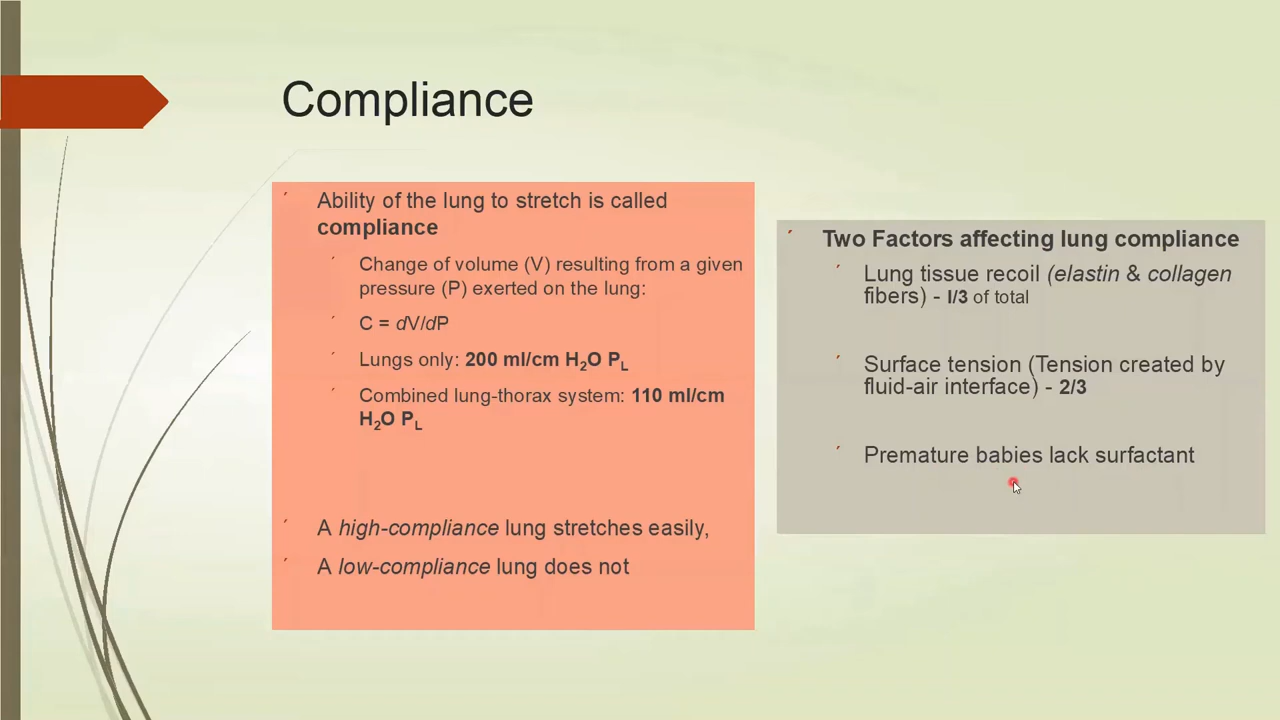 Compliance
Ability of the lung to stretch is called
compliance
Change of volume (V) resulting from a given
pressure (P) exerted on the lung:
C = dV/dP
Lungs only: 200 ml/cm H₂O P_L
Combined lung-thorax system: 110 ml/cm
H₂O P_L
A high-compliance lung stretches easily,
A low-compliance lung does not
Two Factors affecting lung compliance
Lung tissue recoil (elastin & collagen
fibers) - I/3 of total
Surface tension (Tension created by
fluid-air interface) - 2/3
Premature babies lack surfactant